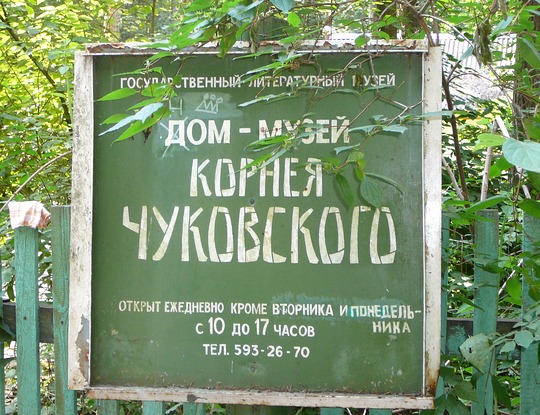 ГОСУДАРСТВЕННЫЙ ЛИТЕРАТУРНЫЙ МУЗЕЙ
ДОМ - МУЗЕЙ
КОРНЕЯ
ЧУКОВСКОГО
ОТКРЫТ ЕЖЕДНЕВНО КРОМЕ ВТОРНИКА И ПОНЕДЕЛЬ-
НИКА
С 10 ДО 17 ЧАСОВ
ТЕЛ. 593-26-70